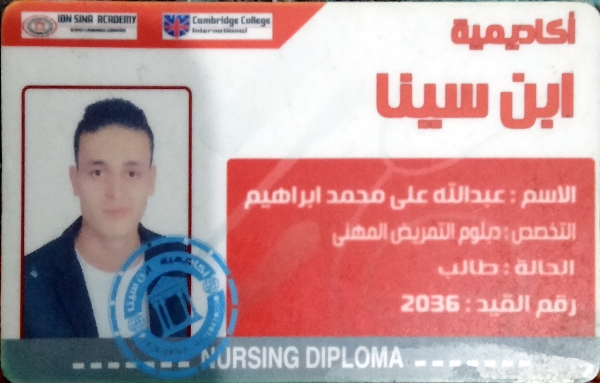 IBN SINA ACADEMY
Cambridge College
International
أكاديمية
ابن سينا
الاسم : عبدالله على محمد ابراهيم
التخصص : دبلوم التمريض المهنى
الحالة : طالب
رقم القيد : 2036
أكاديمية ابن سينا
NURSING DIPLOMA